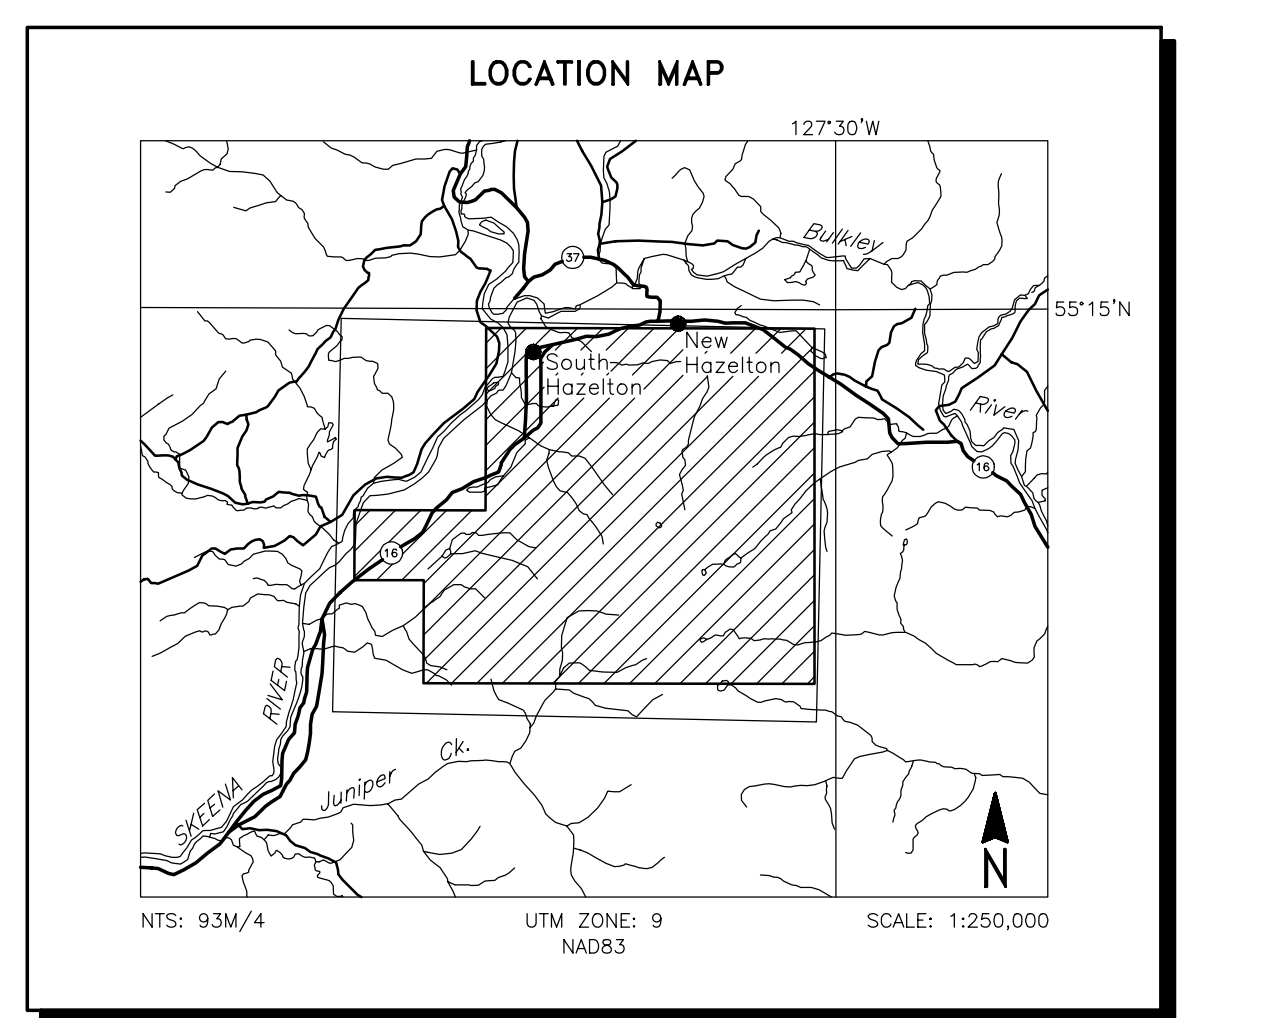 LOCATION MAP
127°30'W
Bulkley
37
55°15'N
New
Hazelton
South
Hazelton
River
16
16
RIVER
Ck.
Juniper
SKEENA
N
NTS: 93M/4
UTM ZONE: 9
SCALE: 1:250,000
NAD83